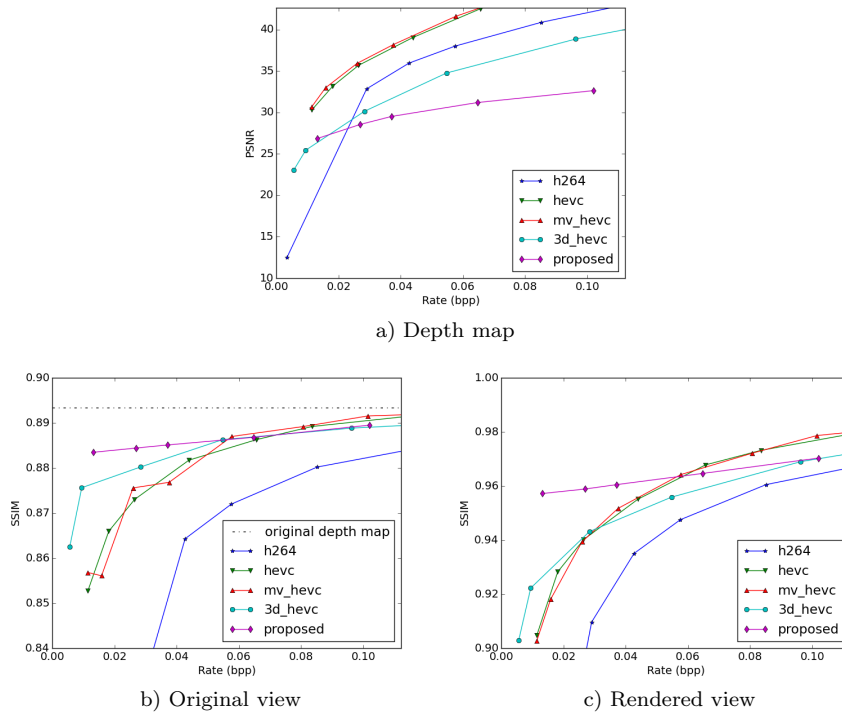 40
35
30
25
20
15
10
PSNR
h264
hevc
mv_hevc
3d_hevc
proposed
0.00 0.02 0.04 0.06 0.08 0.10
Rate (bpp)
a) Depth map
0.90
0.89
0.88
0.87
0.86
0.85
0.84
SSIM
original depth map
h264
hevc
mv_hevc
3d_hevc
proposed
0.00 0.02 0.04 0.06 0.08 0.10
Rate (bpp)
b) Original view
1.00
0.98
0.96
0.94
0.92
0.90
SSIM
h264
hevc
mv_hevc
3d_hevc
proposed
0.00 0.02 0.04 0.06 0.08 0.10
Rate (bpp)
c) Rendered view